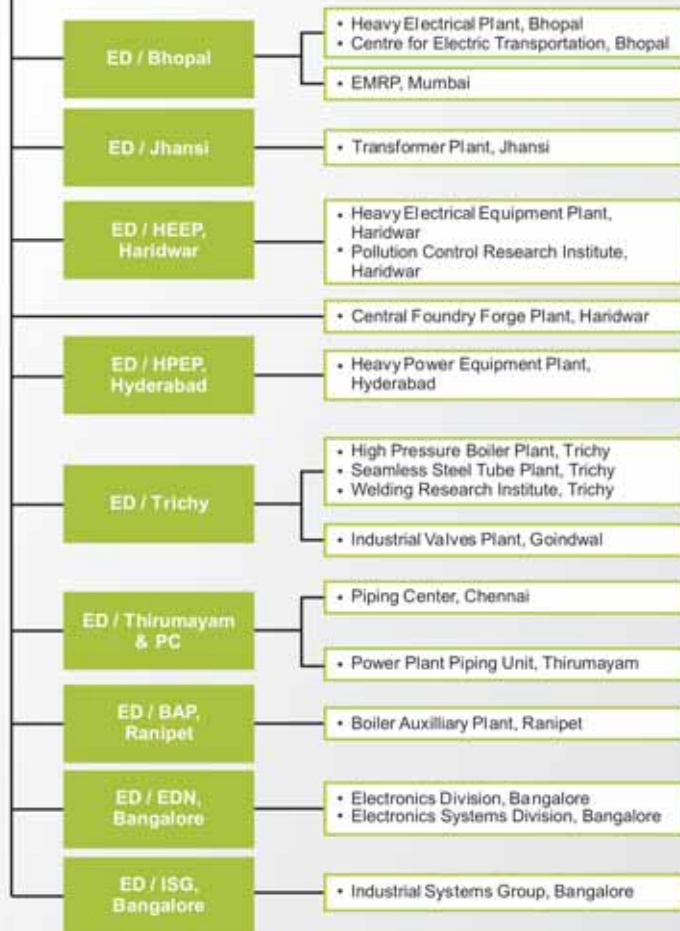 ED / Bhopal
• Heavy Electrical Plant, Bhopal
• Centre for Electric Transportation, Bhopal
• EMRP, Mumbai
ED / Jhansi
• Transformer Plant, Jhansi
ED / HEEP,
Haridwar
• Heavy Electrical Equipment Plant,
Haridwar
• Pollution Control Research Institute,
Haridwar
• Central Foundry Forge Plant, Haridwar
ED / HPEP,
Hyderabad
• Heavy Power Equipment Plant,
Hyderabad
ED / Trichy
• High Pressure Boiler Plant, Trichy
• Seamless Steel Tube Plant, Trichy
• Welding Research Institute, Trichy
• Industrial Valves Plant, Goindwal
ED / Thirumayam
& PC
• Piping Center, Chennai
• Power Plant Piping Unit, Thirumayam
ED / BAP,
Ranipet
• Boiler Auxilliary Plant, Ranipet
ED / EDN,
Bangalore
• Electronics Division, Bangalore
• Electronics Systems Division, Bangalore
ED / ISG,
Bangalore
• Industrial Systems Group, Bangalore